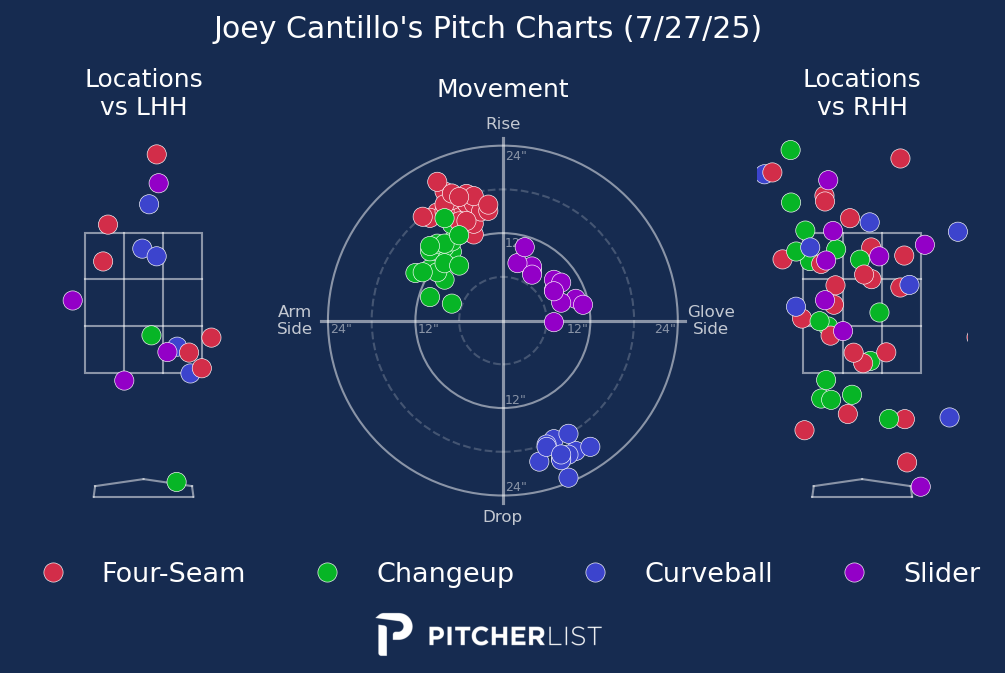 Joey Cantillo's Pitch Charts (7/27/25)
Locations
vs LHH
Movement
Locations
vs RHH
Rise
24"
12"
Arm
Side
24"
12"
12"
24"
Glove
Side
12"
24"
Drop
Four-Seam
Changeup
Curveball
Slider
PITCHERLIST